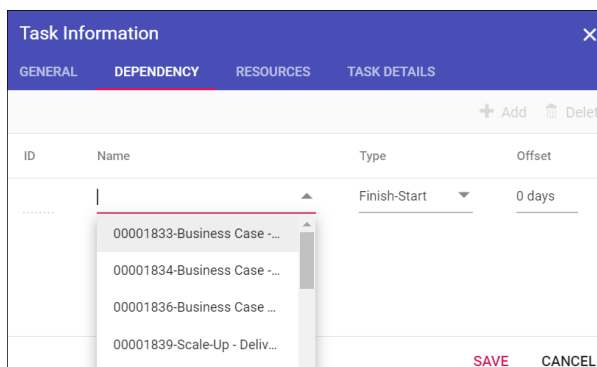 Task Information
GENERAL DEPENDENCY RESOURCES TASK DETAILS
Add Delet
ID Name Type Offset
Finish-Start 0 days
00001833-Business Case -...
00001834-Business Case -...
00001836-Business Case ...
00001839-Scale-Up - Deliv...
SAVE CANCEL